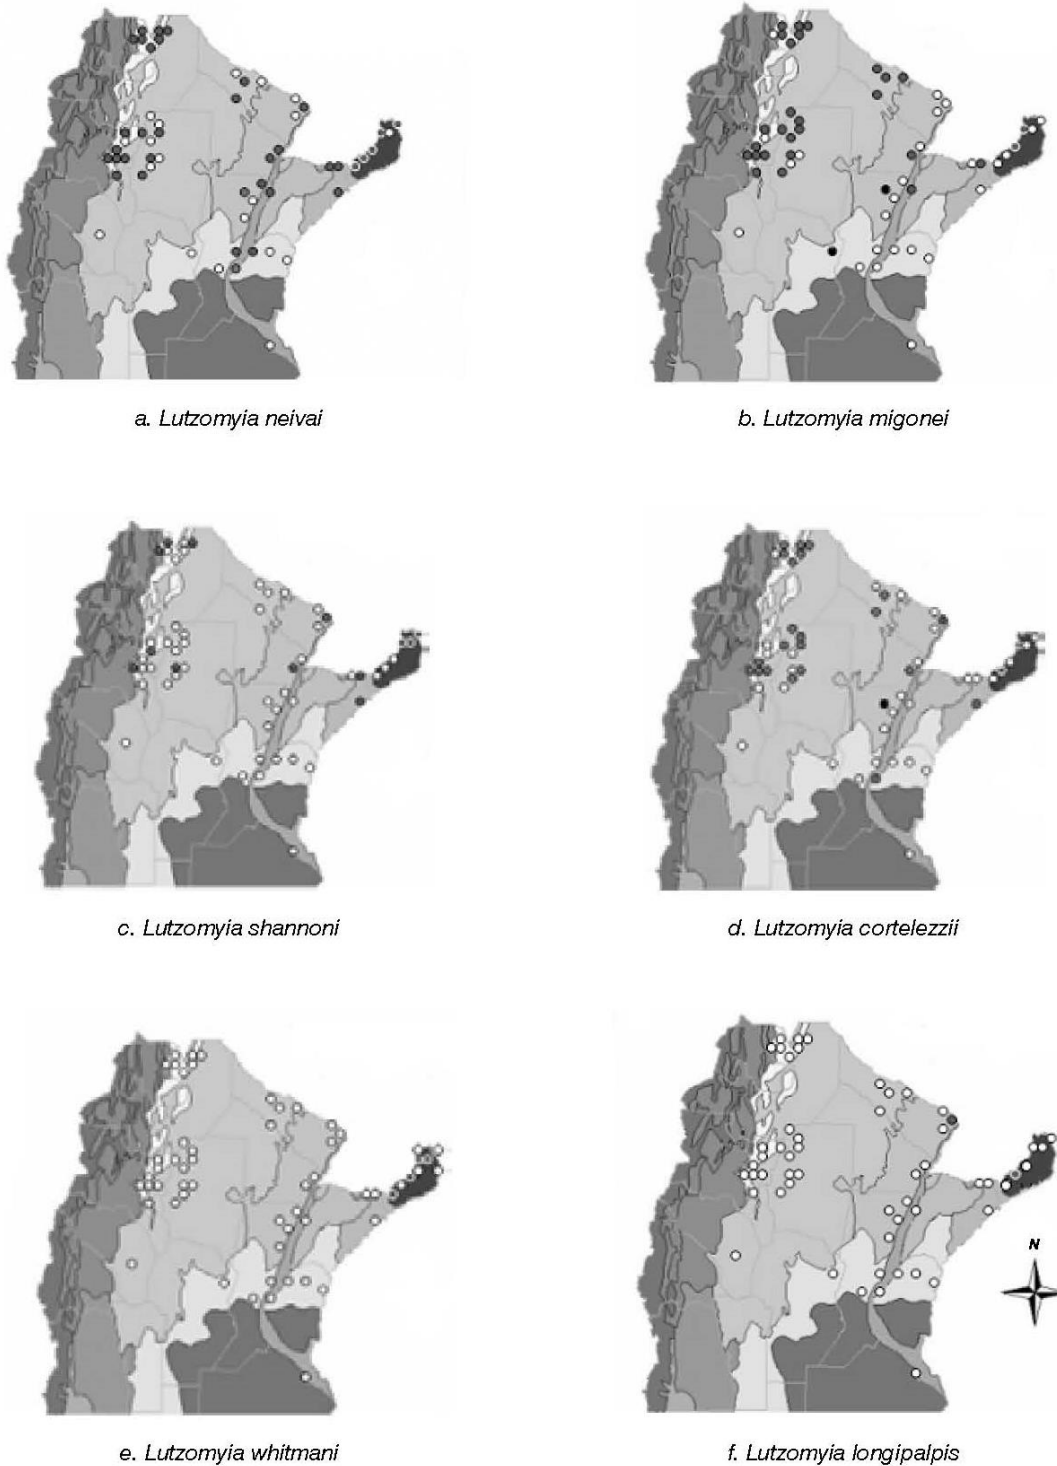 a. Lutzomyia neivai
b. Lutzomyia migonei
c. Lutzomyia shannoni
d. Lutzomyia cortelezzii
N
e. Lutzomyia whitmani
f. Lutzomyia longipalpis